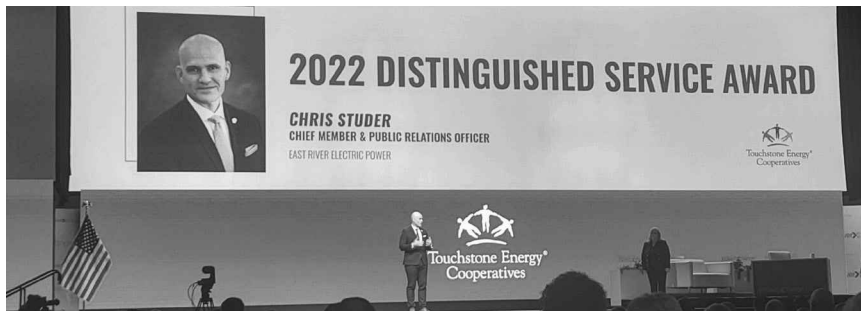 2022 DISTINGUISHED SERVICE AWARD
CHRIS STUDER
CHIEF MEMBER & PUBLIC RELATIONS OFFICER
EAST RIVER ELECTRIC POWER
Touchstone Energy®
Cooperatives
Touchstone Energy®
Cooperatives